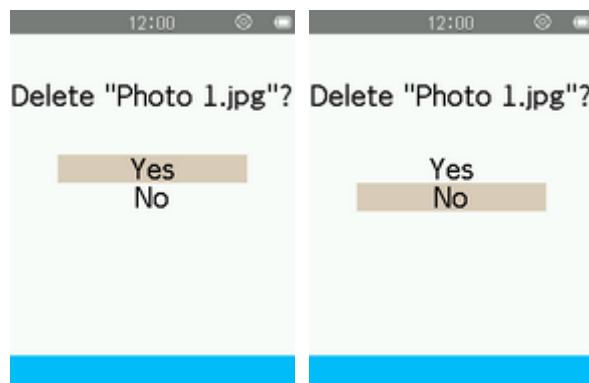 12:00
Delete "Photo 1.jpg"?
Yes
No
12:00
Delete "Photo 1.jpg"?
Yes
No